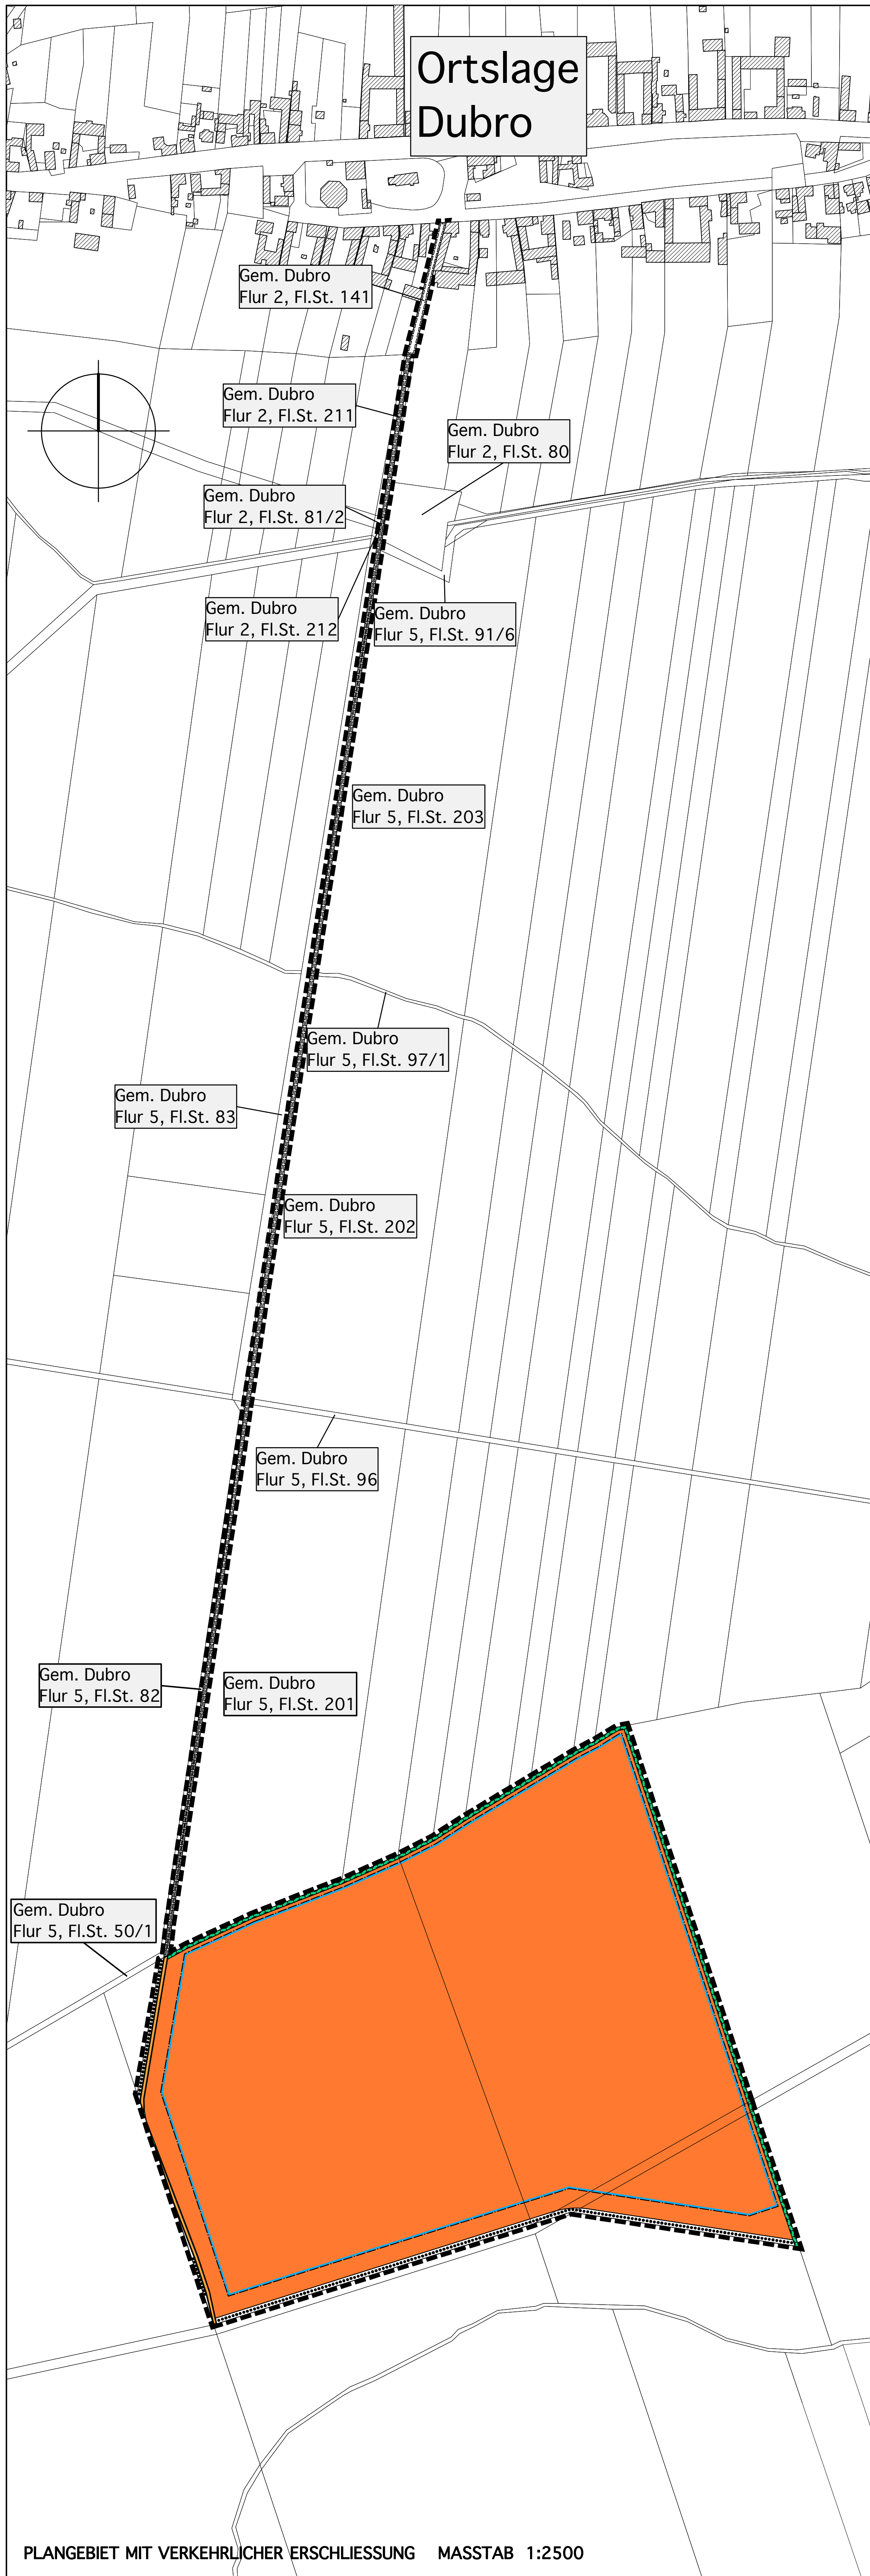 Ortslage
Dubro
Gem. Dubro
Flur 2, Fl.St. 141
Gem. Dubro
Flur 2, Fl.St. 211
Gem. Dubro
Flur 2, Fl.St. 80
Gem. Dubro
Flur 2, Fl.St. 81/2
Gem. Dubro
Flur 2, Fl.St. 212
Gem. Dubro
Flur 5, Fl.St. 91/6
Gem. Dubro
Flur 5, Fl.St. 203
Gem. Dubro
Flur 5, Fl.St. 97/1
Gem. Dubro
Flur 5, Fl.St. 83
Gem. Dubro
Flur 5, Fl.St. 202
Gem. Dubro
Flur 5, Fl.St. 96
Gem. Dubro
Flur 5, Fl.St. 82
Gem. Dubro
Flur 5, Fl.St. 201
Gem. Dubro
Flur 5, Fl.St. 50/1
PLANGEBIET MIT VERKEHRLICHER ERSCHLIESSUNG MASSTAB 1:2500